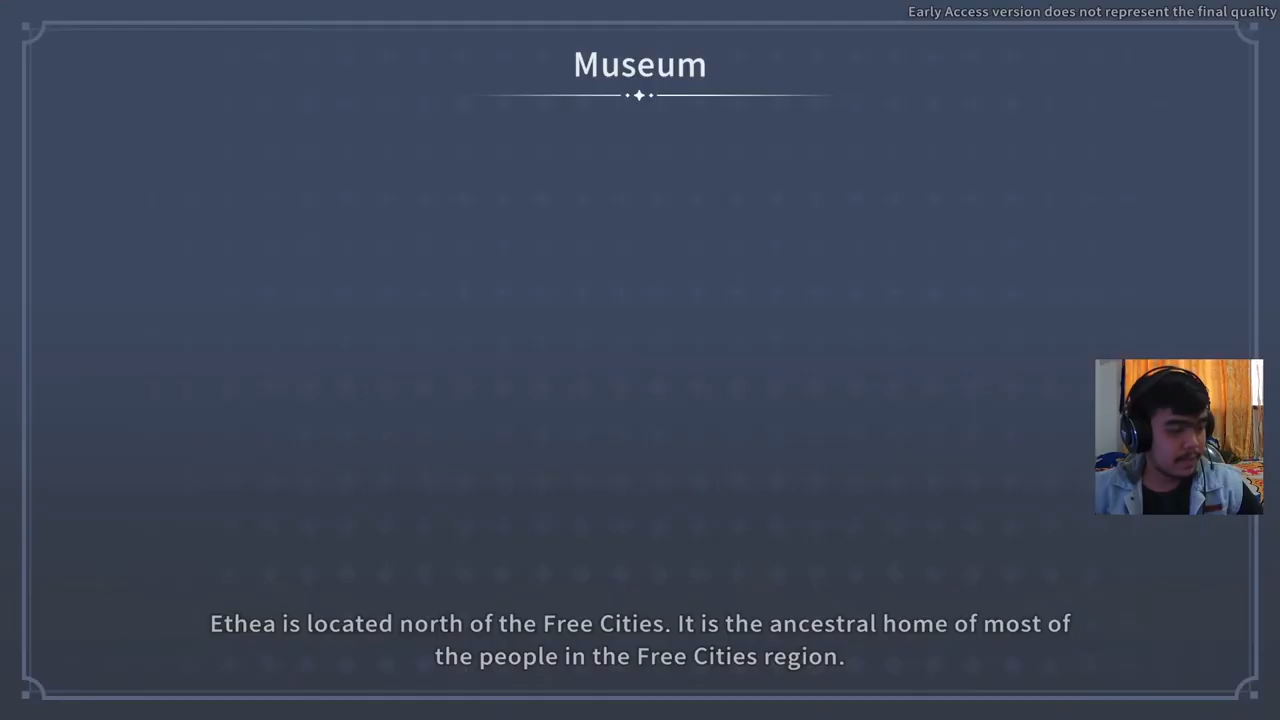 Early Access version does not represent the final quality
Museum
Ethea is located north of the Free Cities. It is the ancestral home of most of
the people in the Free Cities region.